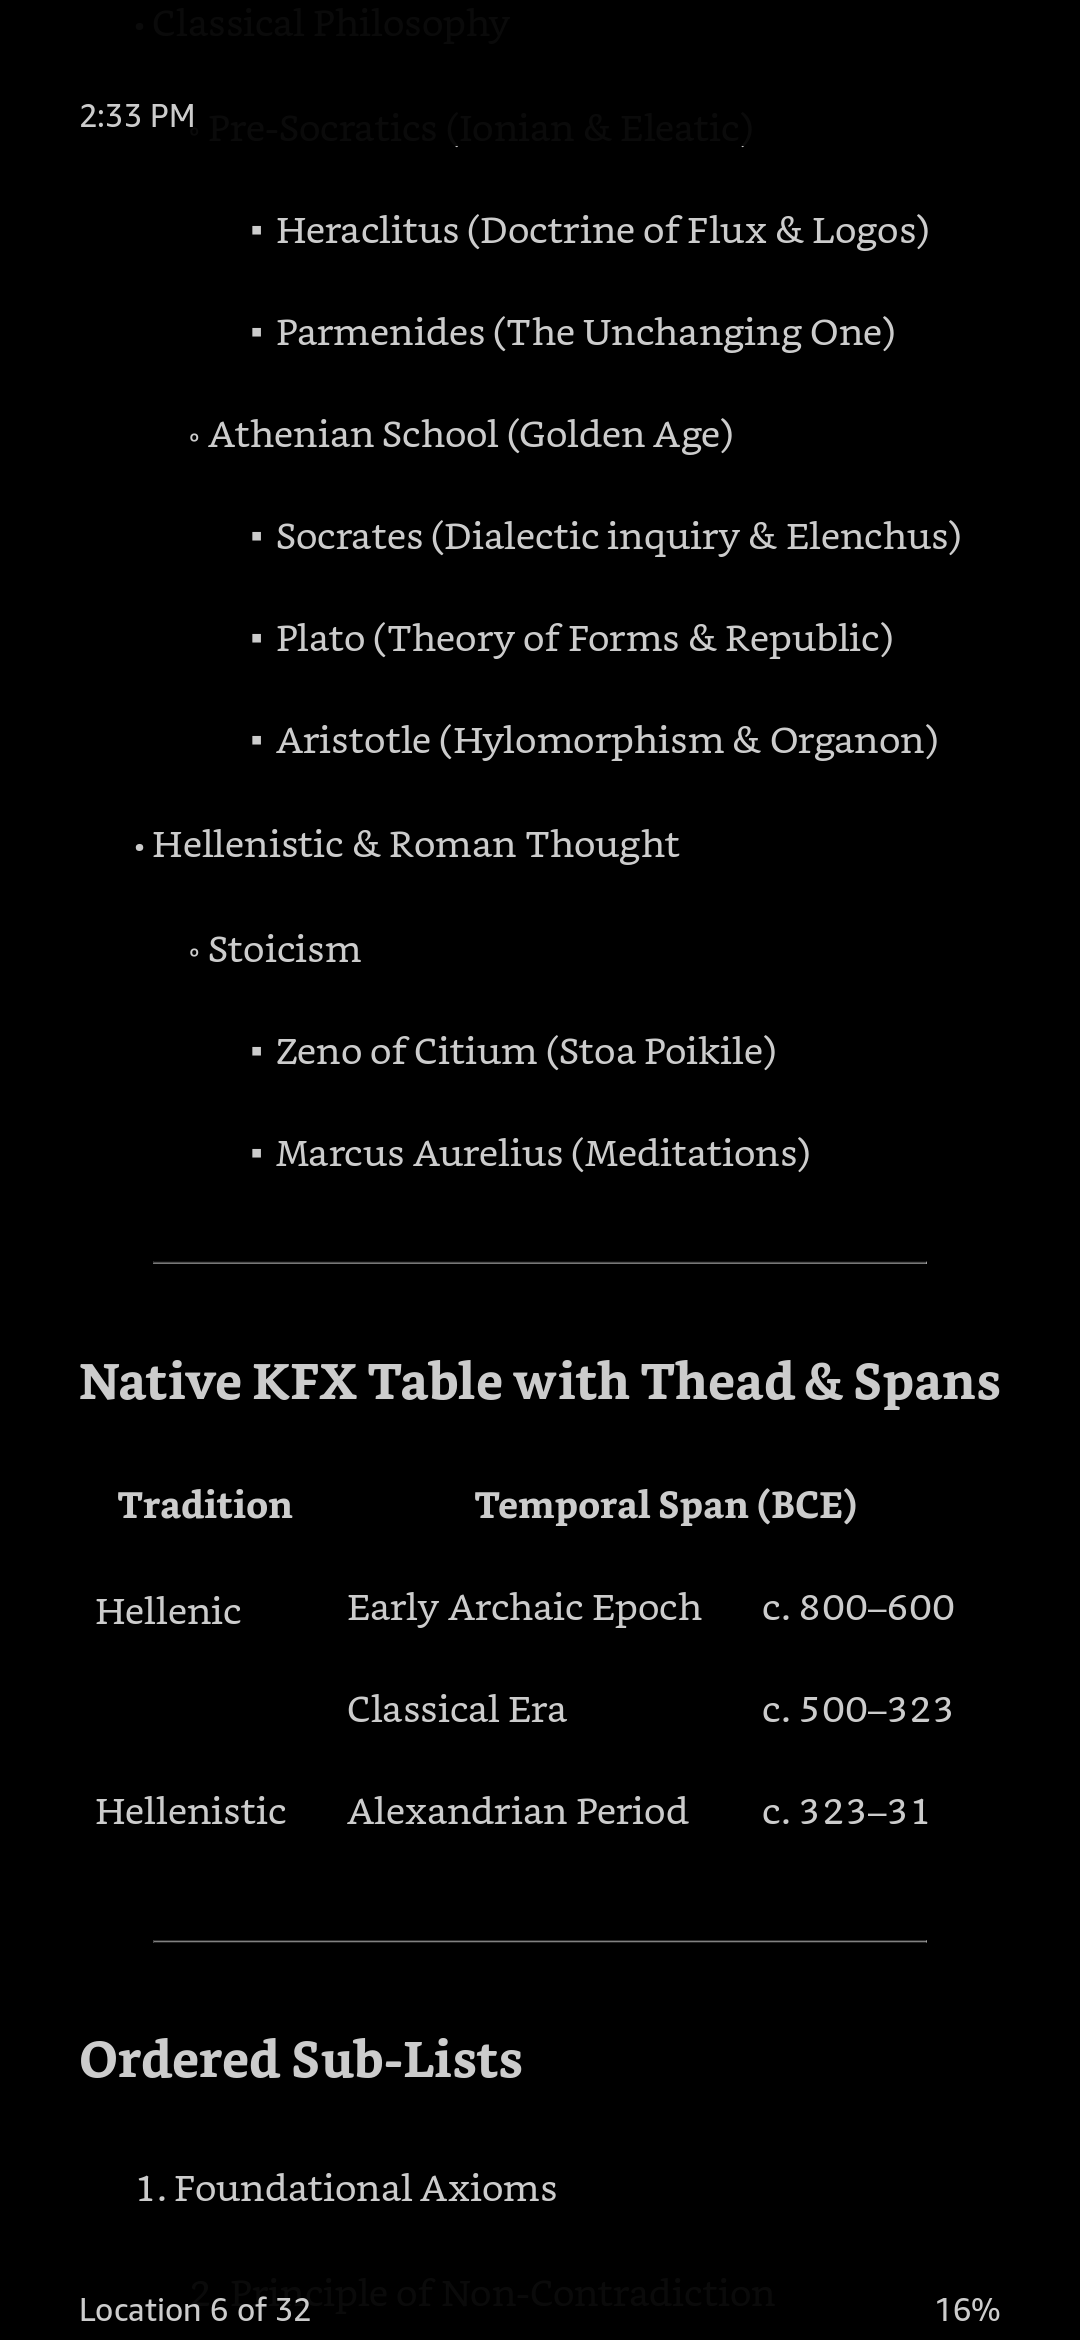 • Classical Philosophy
2:33 PM
◦ Pre-Socratics (Ionian & Eleatic)
▪ Heraclitus (Doctrine of Flux & Logos)
▪ Parmenides (The Unchanging One)
◦ Athenian School (Golden Age)
▪ Socrates (Dialectic inquiry & Elenchus)
▪ Plato (Theory of Forms & Republic)
▪ Aristotle (Hylomorphism & Organon)
• Hellenistic & Roman Thought
◦ Stoicism
▪ Zeno of Citium (Stoa Poikile)
▪ Marcus Aurelius (Meditations)
Native KFX Table with Thead & Spans
Tradition Temporal Span (BCE)
Hellenic Early Archaic Epoch c. 800–600
Classical Era c. 500–323
Hellenistic Alexandrian Period c. 323–31
Ordered Sub-Lists
1. Foundational Axioms
2. Principle of Non-Contradiction
Location 6 of 32 16%